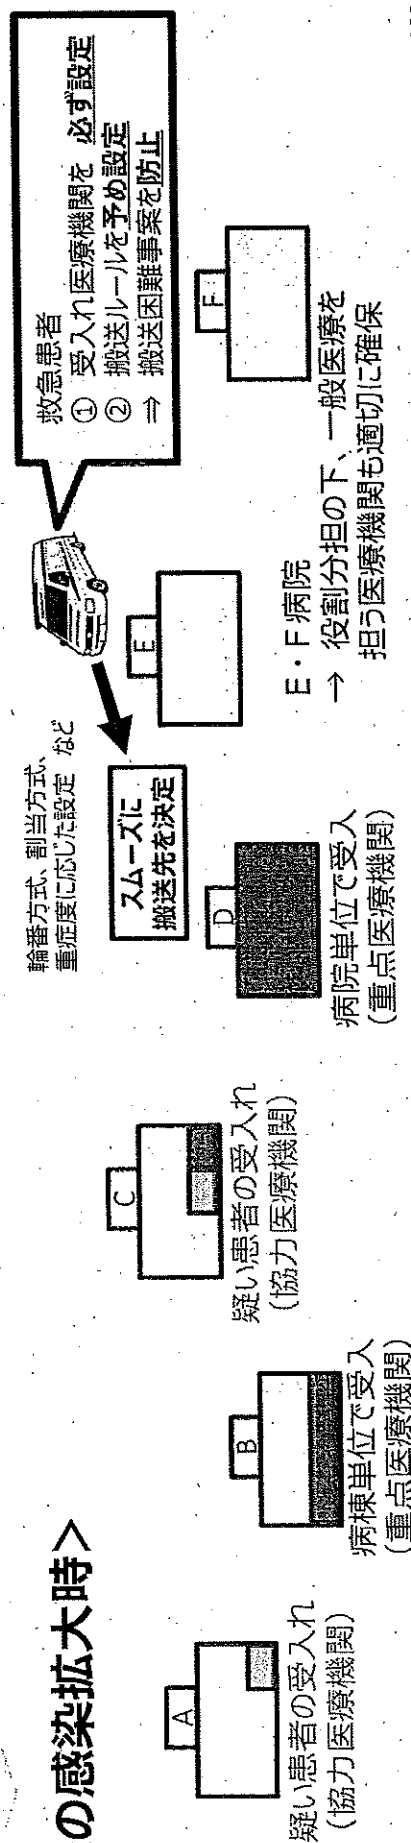 の感染拡大時>
A
疑い患者の受入れ
(協力医療機関)
B
病棟単位で受入
(重点医療機関)
C
疑い患者の受入れ
(協力医療機関)
D
病院単位で受入
(重点医療機関)
輪番方式、割当方式、
重症度に応じた設定 など
スムーズに
搬送先を決定
E
救急患者
① 受入れ医療機関を 必ず設定
② 搬送ルールを予め設定
⇒ 搬送困難事案を防止
F
E・F病院
→ 役割分担の下、一般医療を
担う医療機関も適切に確保